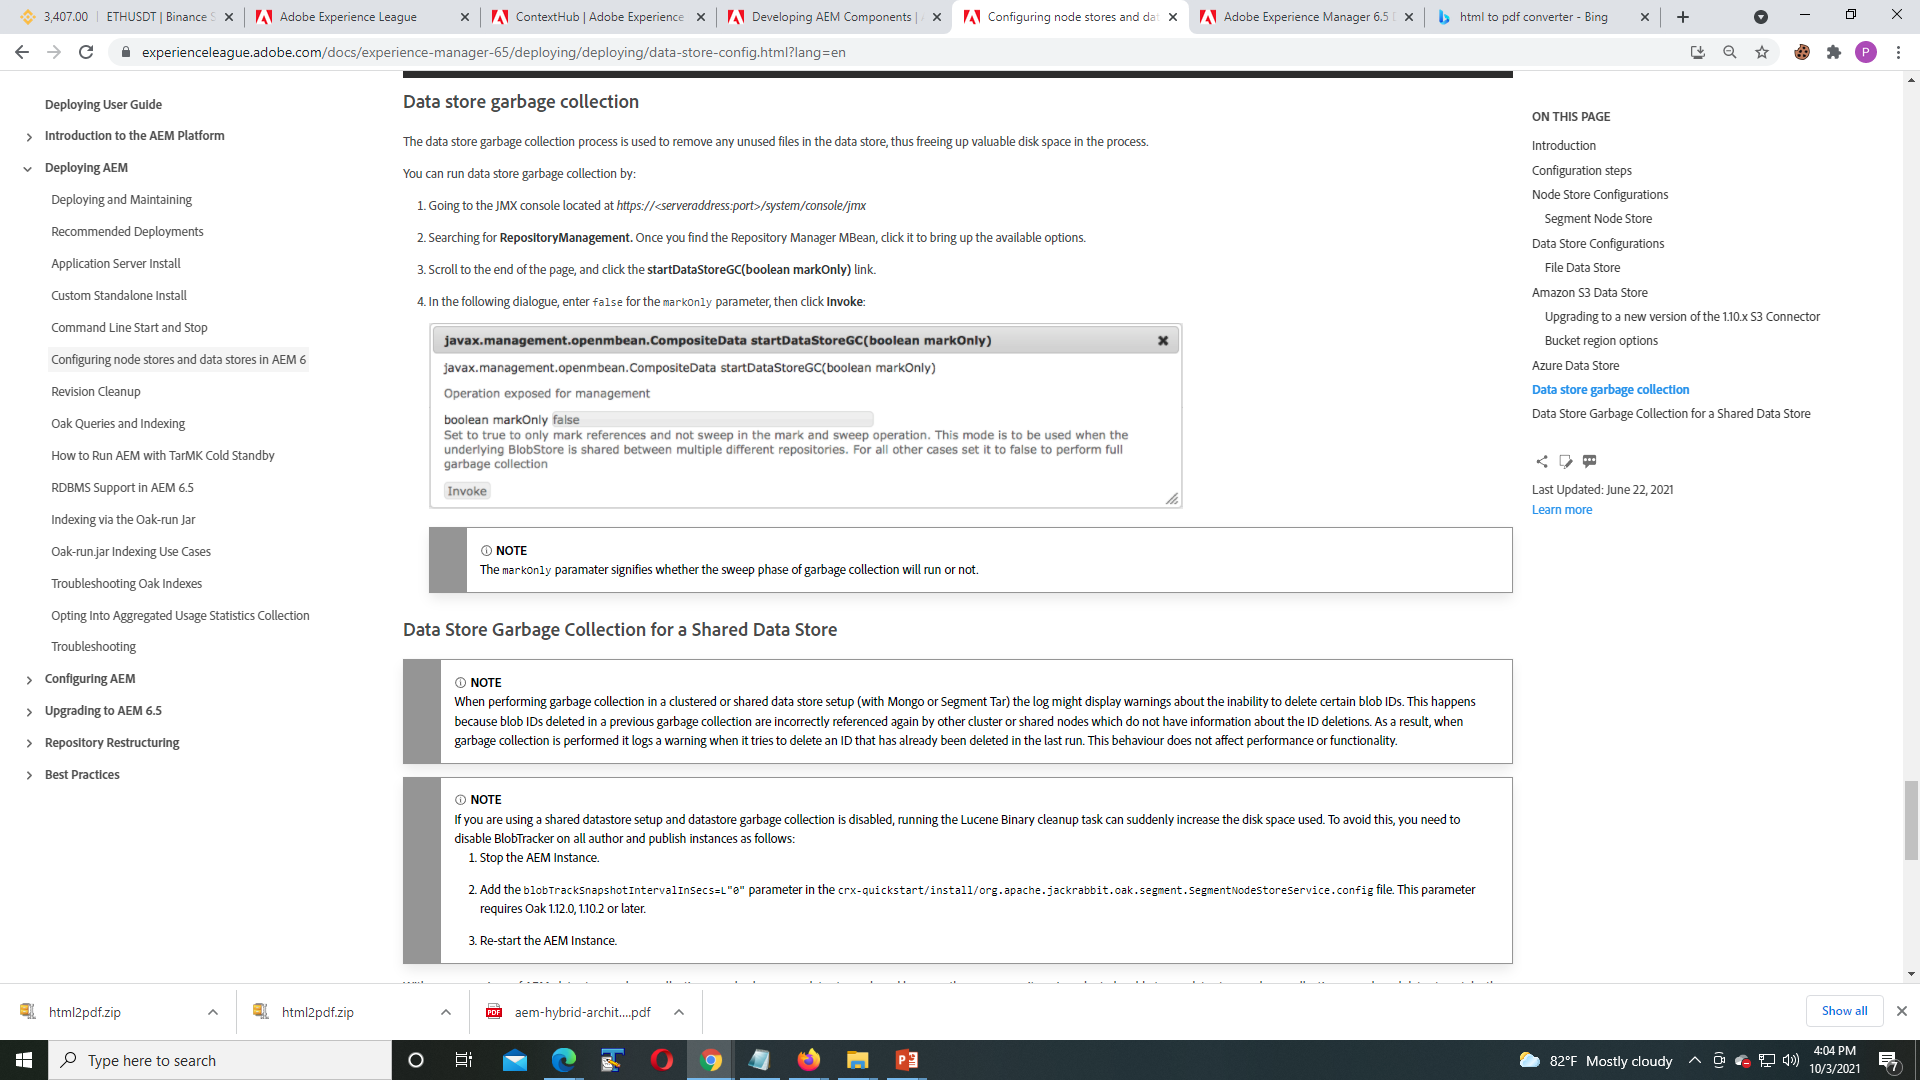 3,407.00 | ETHUSDT | Binance S
Adobe Experience League
ContextHub | Adobe Experience
Developing AEM Components |
Configuring node stores and dat
Adobe Experience Manager 6.5 D
html to pdf converter - Bing
experienceleague.adobe.com/docs/experience-manager-65/deploying/deploying/data-store-config.html?lang=en
P
Deploying User Guide
Introduction to the AEM Platform
Deploying AEM
Deploying and Maintaining
Recommended Deployments
Application Server Install
Custom Standalone Install
Command Line Start and Stop
Configuring node stores and data stores in AEM 6
Revision Cleanup
Oak Queries and Indexing
How to Run AEM with TarMK Cold Standby
RDBMS Support in AEM 6.5
Indexing via the Oak-run Jar
Oak-run.jar Indexing Use Cases
Troubleshooting Oak Indexes
Opting Into Aggregated Usage Statistics Collection
Troubleshooting
Configuring AEM
Upgrading to AEM 6.5
Repository Restructuring
Best Practices
Data store garbage collection
The data store garbage collection process is used to remove any unused files in the data store, thus freeing up valuable disk space in the process.
You can run data store garbage collection by:
1. Going to the JMX console located at https://<serveraddress:port>/system/console/jmx
2. Searching for RepositoryManagement. Once you find the Repository Manager MBean, click it to bring up the available options.
3. Scroll to the end of the page, and click the startDataStoreGC(boolean markOnly) link.
4. In the following dialogue, enter false for the markOnly parameter, then click Invoke:
javax.management.openmbean.CompositeData startDataStoreGC(boolean markOnly)
javax.management.openmbean.CompositeData startDataStoreGC(boolean markOnly)
Operation exposed for management
boolean markOnly false
Set to true to only mark references and not sweep in the mark and sweep operation. This mode is to be used when the
underlying BlobStore is shared between multiple different repositories. For all other cases set it to false to perform full
garbage collection
Invoke
NOTE
The markOnly paramater signifies whether the sweep phase of garbage collection will run or not.
Data Store Garbage Collection for a Shared Data Store
NOTE
When performing garbage collection in a clustered or shared data store setup (with Mongo or Segment Tar) the log might display warnings about the inability to delete certain blob IDs. This happens
because blob IDs deleted in a previous garbage collection are incorrectly referenced again by other cluster or shared nodes which do not have information about the ID deletions. As a result, when
garbage collection is performed it logs a warning when it tries to delete an ID that has already been deleted in the last run. This behaviour does not affect performance or functionality.
NOTE
If you are using a shared datastore setup and datastore garbage collection is disabled, running the Lucene Binary cleanup task can suddenly increase the disk space used. To avoid this, you need to
disable BlobTracker on all author and publish instances as follows:
1. Stop the AEM Instance.
2. Add the blobTrackSnapshotIntervalInSecs=L"0" parameter in the crx-quickstart/install/org.apache.jackrabbit.oak.segment.SegmentNodeStoreService.config file. This parameter
requires Oak 1.12.0, 1.10.2 or later.
3. Re-start the AEM Instance.
ON THIS PAGE
Introduction
Configuration steps
Node Store Configurations
Segment Node Store
Data Store Configurations
File Data Store
Amazon S3 Data Store
Upgrading to a new version of the 1.10.x S3 Connector
Bucket region options
Azure Data Store
Data store garbage collection
Data Store Garbage Collection for a Shared Data Store
Last Updated: June 22, 2021
Learn more
html2pdf.zip
html2pdf.zip
PDF
aem-hybrid-archit....pdf
Show all
Type here to search
82°F Mostly cloudy
4:04 PM
10/3/2021
7